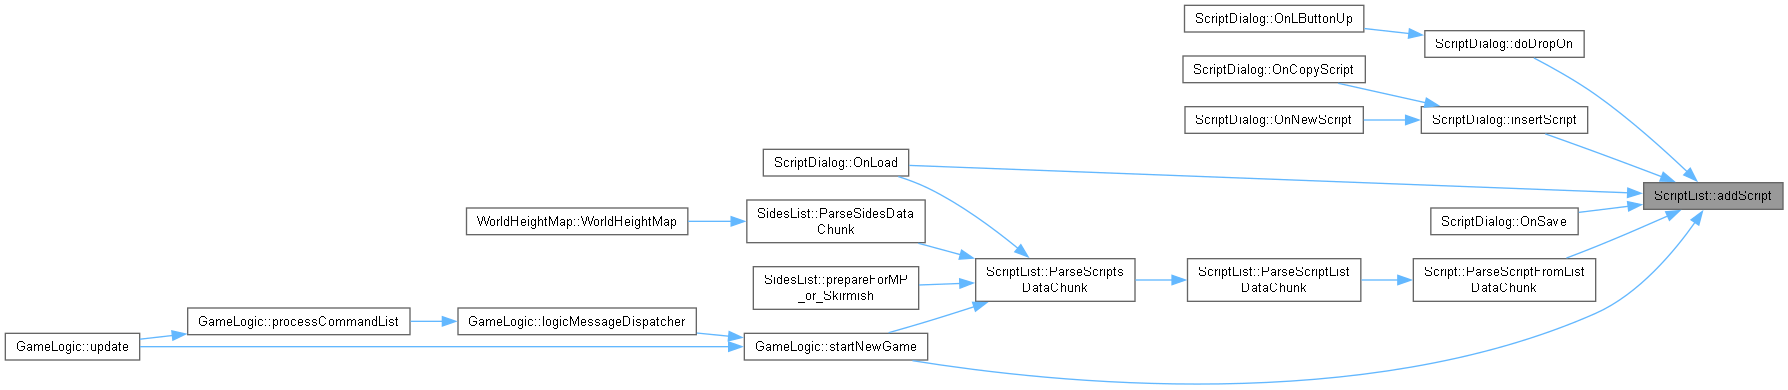 ScriptDialog::OnLButtonUp
ScriptDialog::doDropOn
ScriptDialog::OnCopyScript
ScriptDialog::OnNewScript
ScriptDialog::insertScript
ScriptDialog::OnLoad
ScriptList::addScript
SidesList::ParseSidesData
Chunk
WorldHeightMap::WorldHeightMap
ScriptDialog::OnSave
SidesList::prepareForMP
_or_Skirmish
ScriptList::ParseScripts
DataChunk
ScriptList::ParseScriptList
DataChunk
Script::ParseScriptFromList
DataChunk
GameLogic::processCommandList
GameLogic::logicMessageDispatcher
GameLogic::update
GameLogic::startNewGame